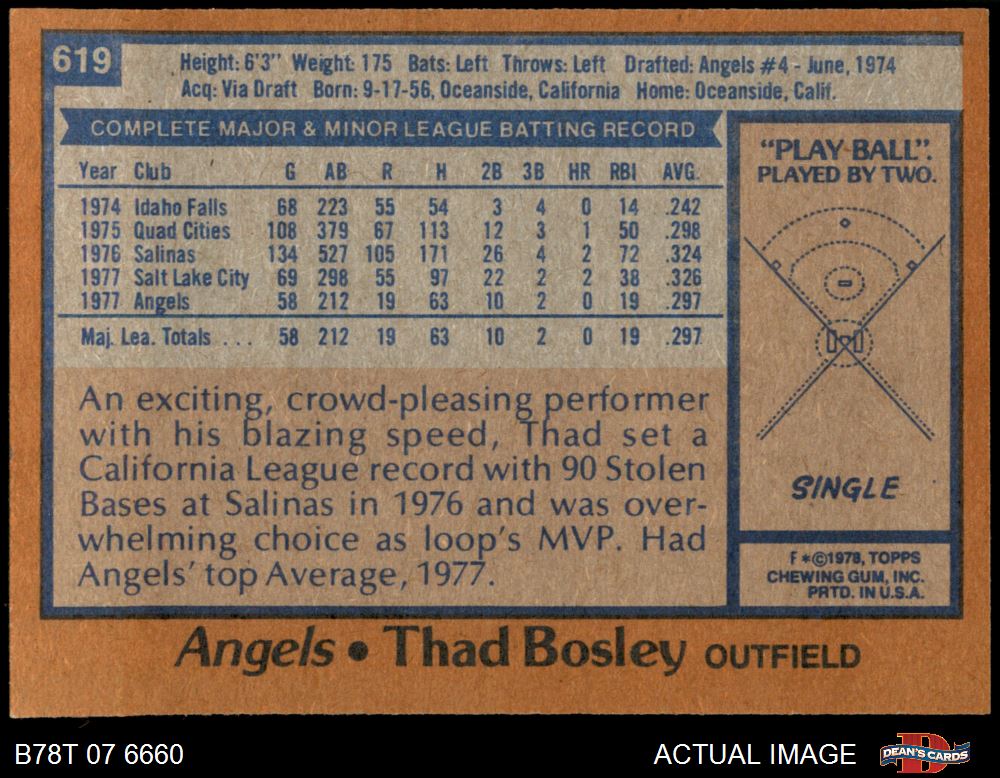 619
Height: 6'3" Weight: 175 Bats: Left Throws: Left Drafted: Angels #4 - June, 1974
Acq: Via Draft Born: 9-17-56, Oceanside, California Home: Oceanside, Calif.
COMPLETE MAJOR & MINOR LEAGUE BATTING RECORD
Year Club G AB R H 2B 3B HR RBI AVG.
1974 Idaho Falls 68 223 55 54 3 4 0 14 .242
1975 Quad Cities 108 379 67 113 12 3 1 50 .298
1976 Salinas 134 527 105 171 26 4 2 72 .324
1977 Salt Lake City 69 298 55 97 22 2 2 38 .326
1977 Angels 58 212 19 63 10 2 0 19 .297
Maj. Lea. Totals . . . 58 212 19 63 10 2 0 19 .297
An exciting, crowd-pleasing performer
with his blazing speed, Thad set a
California League record with 90 Stolen
Bases at Salinas in 1976 and was over-
whelming choice as loop's MVP. Had
Angels' top Average, 1977.
"PLAY BALL".
PLAYED BY TWO.
SINGLE
F*©1978, TOPPS
CHEWING GUM, INC.
PRTD. IN U.S.A.
Angels • Thad Bosley OUTFIELD
B78T 07 6660
ACTUAL IMAGE
DEAN'S CARDS